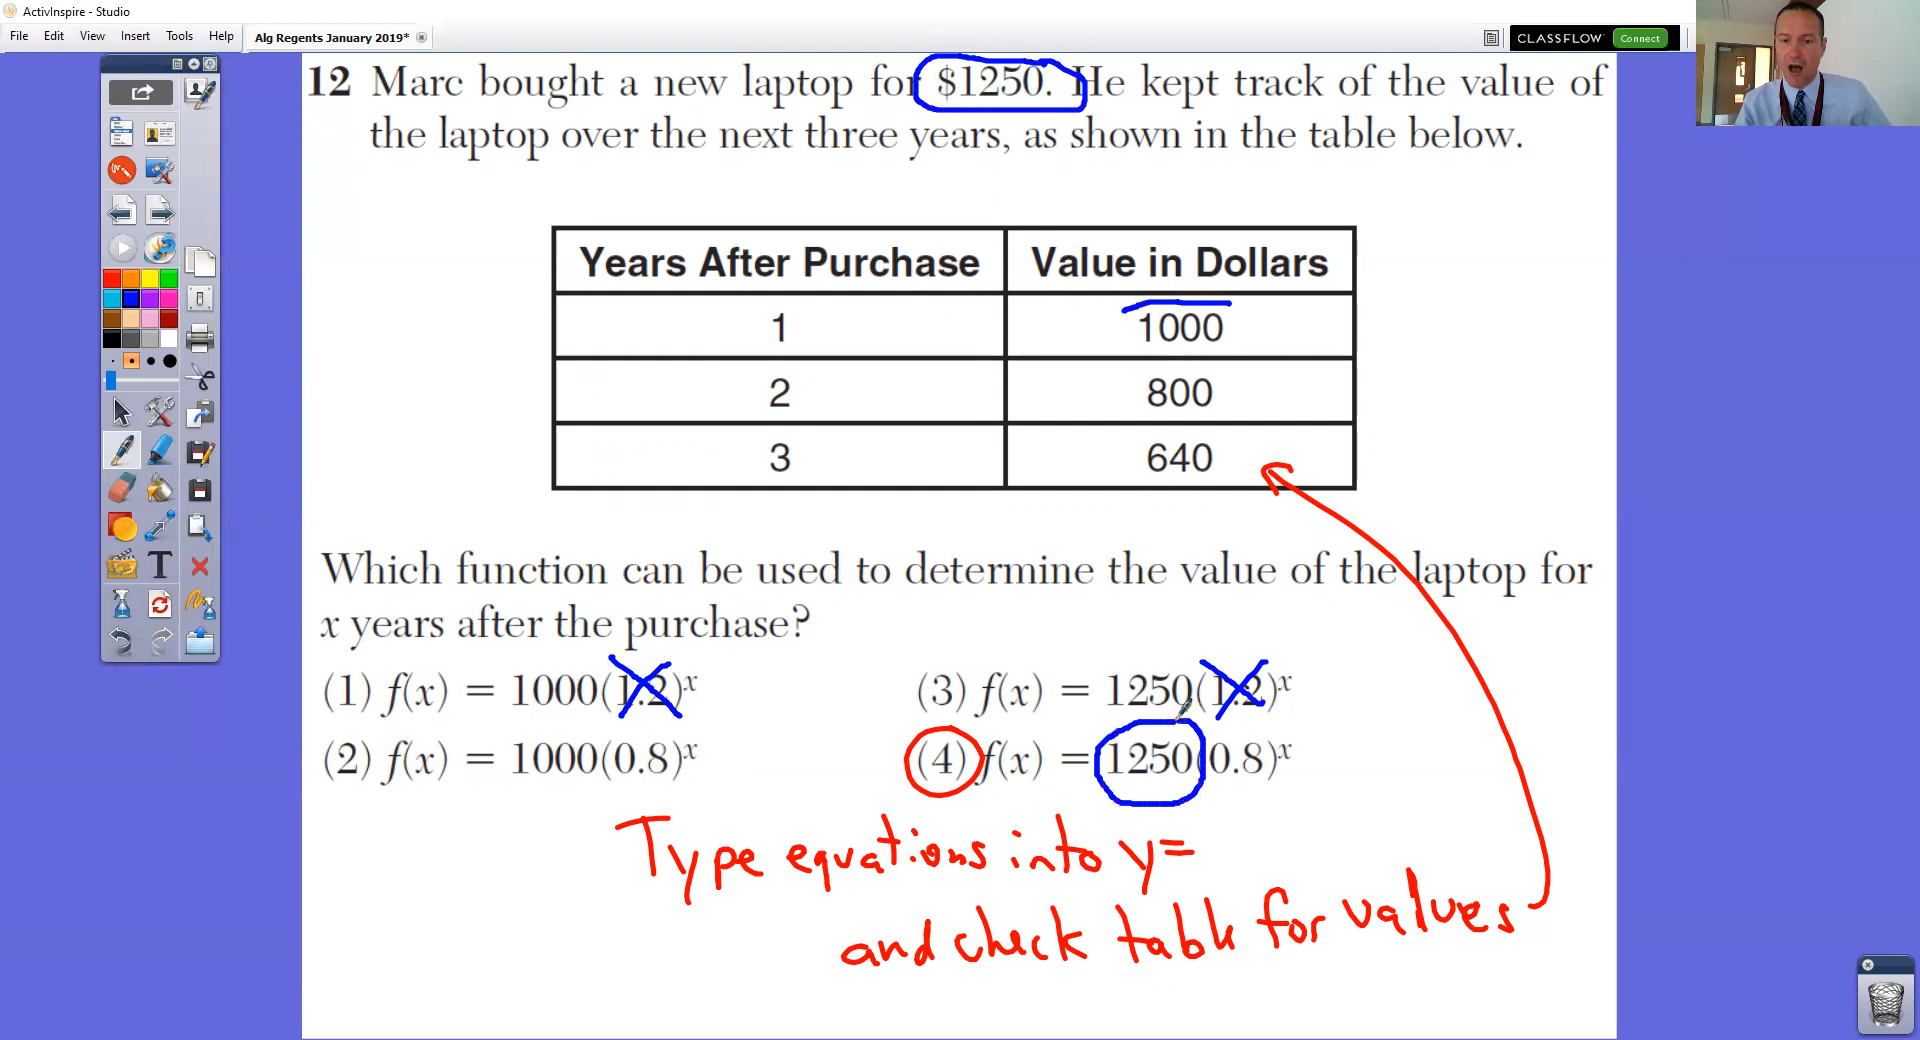 ActivInspire - Studio
File Edit View Insert Tools Help Alg Regents January 2019* CLASSFLOW Connect
12 Marc bought a new laptop for $1250. He kept track of the value of
the laptop over the next three years, as shown in the table below.
Years After Purchase Value in Dollars
1 1000
2 800
3 640
Which function can be used to determine the value of the laptop for
x years after the purchase?
(1) f(x) = 1000(1.2)ˣ (3) f(x) = 1250(1.2)ˣ
(2) f(x) = 1000(0.8)ˣ (4) f(x) = 1250(0.8)ˣ
Type equations into y=
and check table for values